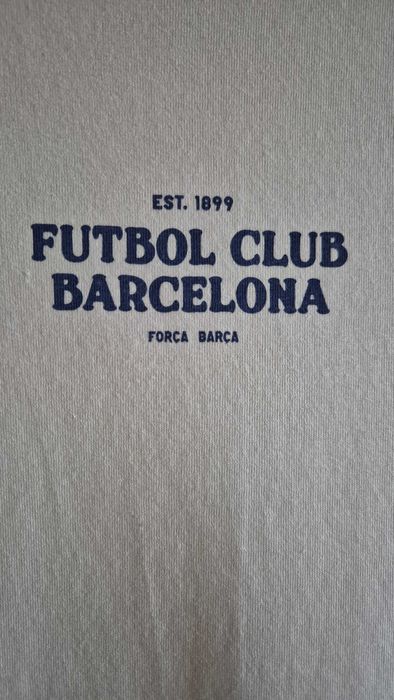 EST. 1899
FUTBOL CLUB
BARCELONA
FORÇA BARÇA